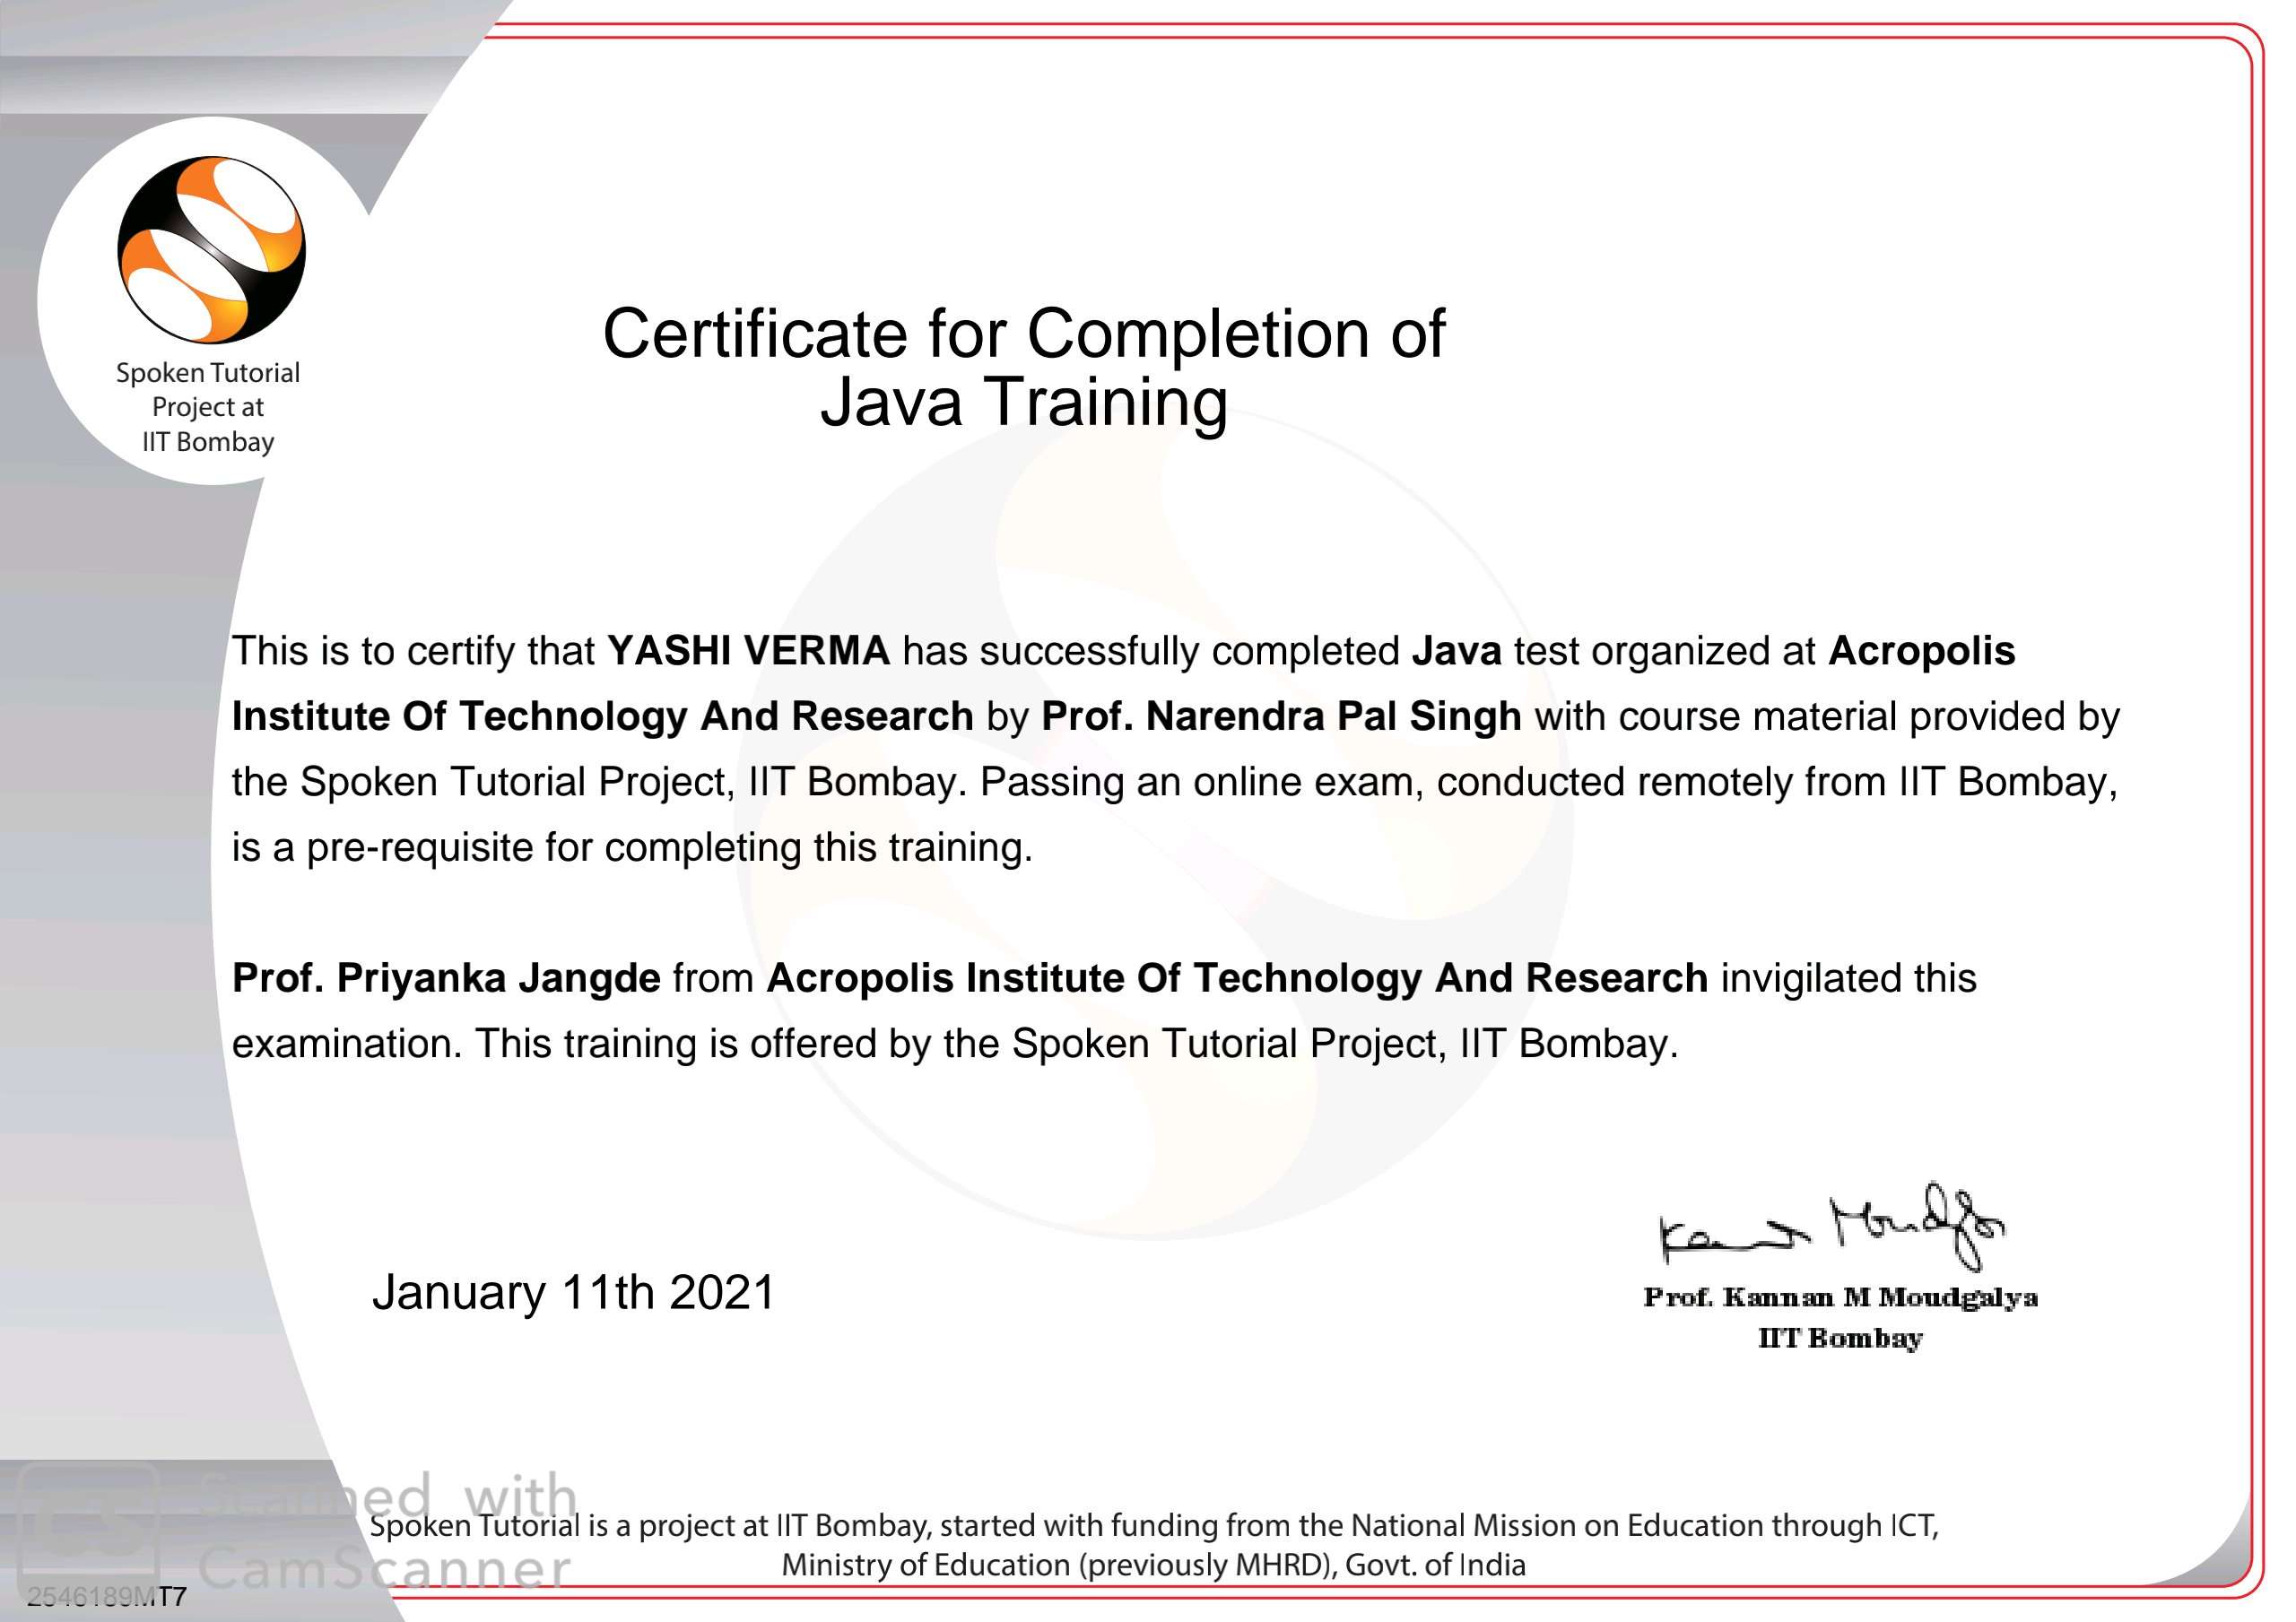 Spoken Tutorial
Project at
IIT Bombay
Certificate for Completion of
Java Training
This is to certify that YASHI VERMA has successfully completed Java test organized at Acropolis
Institute Of Technology And Research by Prof. Narendra Pal Singh with course material provided by
the Spoken Tutorial Project, IIT Bombay. Passing an online exam, conducted remotely from IIT Bombay,
is a pre-requisite for completing this training.
Prof. Priyanka Jangde from Acropolis Institute Of Technology And Research invigilated this
examination. This training is offered by the Spoken Tutorial Project, IIT Bombay.
January 11th 2021
Kannan Moudgalya
Prof. Kannan M Moudgalya
IIT Bombay
CS
Scanned with
CamScanner
Spoken Tutorial is a project at IIT Bombay, started with funding from the National Mission on Education through ICT,
Ministry of Education (previously MHRD), Govt. of India
2546189MT7